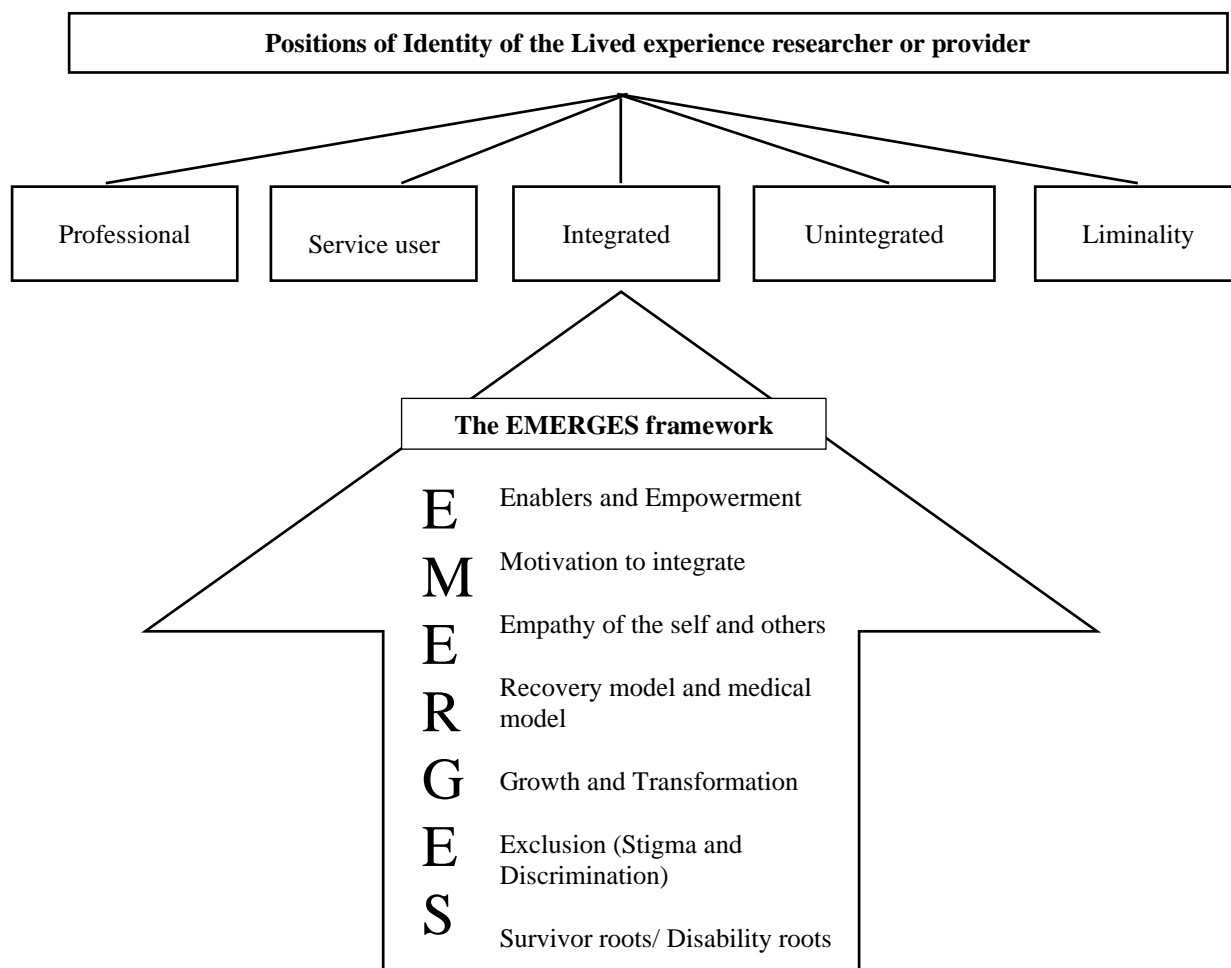 Positions of Identity of the Lived experience researcher or provider
Professional
Service user
Integrated
Unintegrated
Liminality
The EMERGES framework
E
Enablers and Empowerment
M
Motivation to integrate
E
Empathy of the self and others
R
Recovery model and medical
model
G
Growth and Transformation
E
Exclusion (Stigma and
Discrimination)
S
Survivor roots/ Disability roots